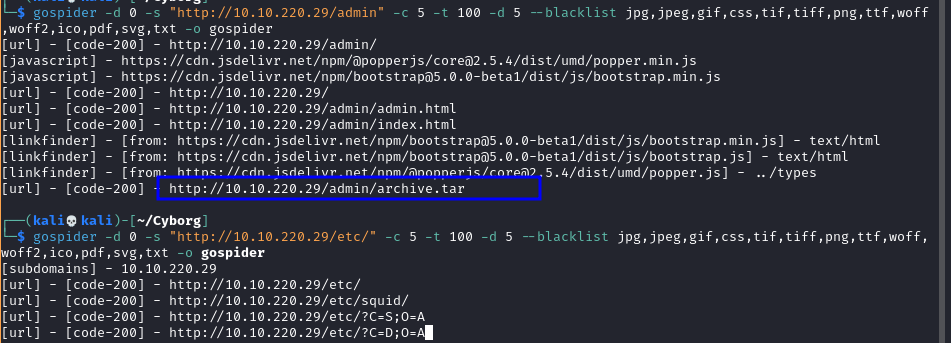 └─$ gospider -d 0 -s "http://10.10.220.29/admin" -c 5 -t 100 -d 5 --blacklist jpg,jpeg,gif,css,tif,tiff,png,ttf,woff
,woff2,ico,pdf,svg,txt -o gospider
[url] - [code-200] - http://10.10.220.29/admin/
[javascript] - https://cdn.jsdelivr.net/npm/@popperjs/core@2.5.4/dist/umd/popper.min.js
[javascript] - https://cdn.jsdelivr.net/npm/bootstrap@5.0.0-beta1/dist/js/bootstrap.min.js
[url] - [code-200] - http://10.10.220.29/
[url] - [code-200] - http://10.10.220.29/admin/admin.html
[url] - [code-200] - http://10.10.220.29/admin/index.html
[linkfinder] - [from: https://cdn.jsdelivr.net/npm/bootstrap@5.0.0-beta1/dist/js/bootstrap.min.js] - text/html
[linkfinder] - [from: https://cdn.jsdelivr.net/npm/bootstrap@5.0.0-beta1/dist/js/bootstrap.js] - text/html
[linkfinder] - [from: https://cdn.jsdelivr.net/npm/@popperjs/core@2.5.4/dist/umd/popper.js] - ../types
[url] - [code-200] - http://10.10.220.29/admin/archive.tar
┌──(kali💀kali)-[~/Cyborg]
└─$ gospider -d 0 -s "http://10.10.220.29/etc/" -c 5 -t 100 -d 5 --blacklist jpg,jpeg,gif,css,tif,tiff,png,ttf,woff,
woff2,ico,pdf,svg,txt -o gospider
[subdomains] - 10.10.220.29
[url] - [code-200] - http://10.10.220.29/etc/
[url] - [code-200] - http://10.10.220.29/etc/squid/
[url] - [code-200] - http://10.10.220.29/etc/?C=S;O=A
[url] - [code-200] - http://10.10.220.29/etc/?C=D;O=A